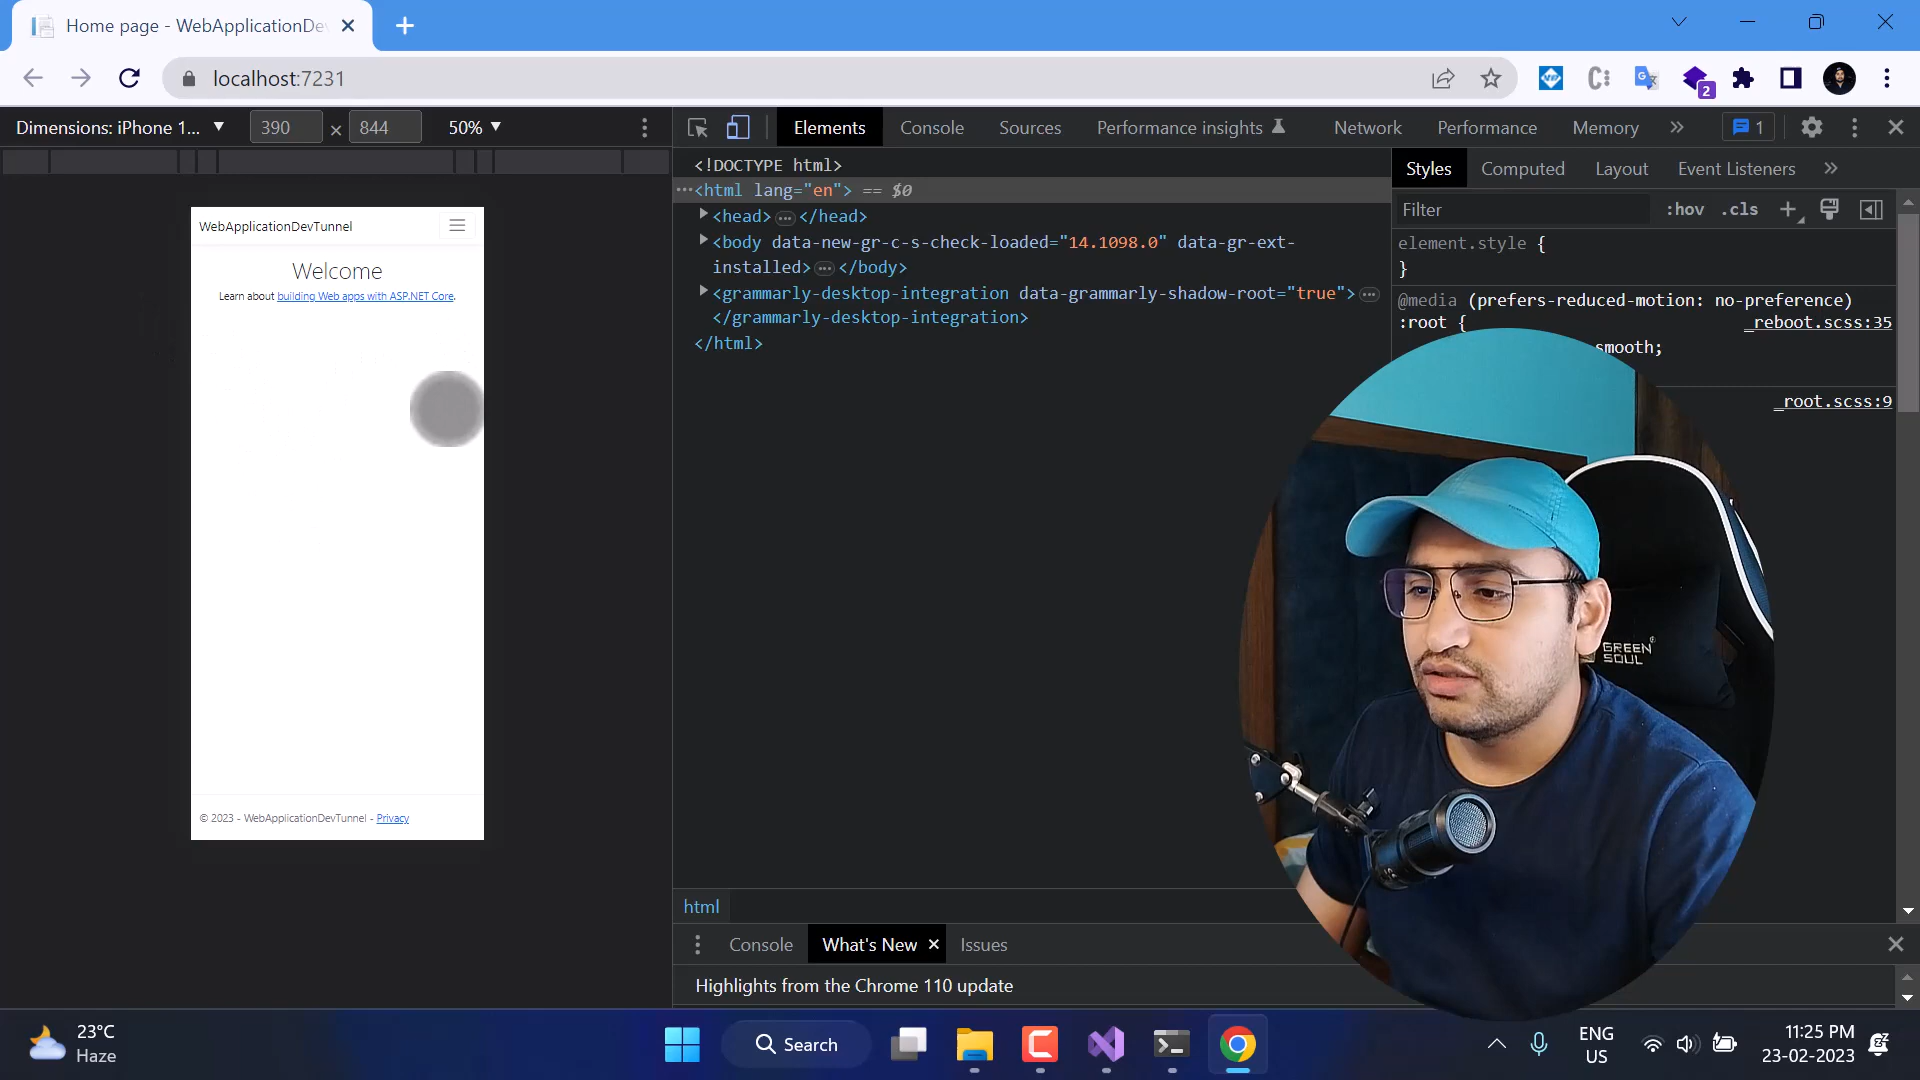 Home page - WebApplicationDe
localhost:7231
2
Dimensions: iPhone 1... ▼ 390 × 844 50% ▼
Elements Console Sources Performance insights Network Performance Memory » 1
<!DOCTYPE html>
<html lang="en"> == $0
<head> … </head>
<body data-new-gr-c-s-check-loaded="14.1098.0" data-gr-ext-
installed> … </body>
<grammarly-desktop-integration data-grammarly-shadow-root="true"> …
</grammarly-desktop-integration>
</html>
Styles Computed Layout Event Listeners »
Filter :hov .cls +
element.style {
}
@media (prefers-reduced-motion: no-preference)
:root { _reboot.scss:35
smooth;
_root.scss:9
WebApplicationDevTunnel
Welcome
Learn about building Web apps with ASP.NET Core.
© 2023 - WebApplicationDevTunnel - Privacy
GREEN
SOUL
html
Console What's New × Issues
Highlights from the Chrome 110 update
23°C
Haze
Search
ENG
US
11:25 PM
23-02-2023